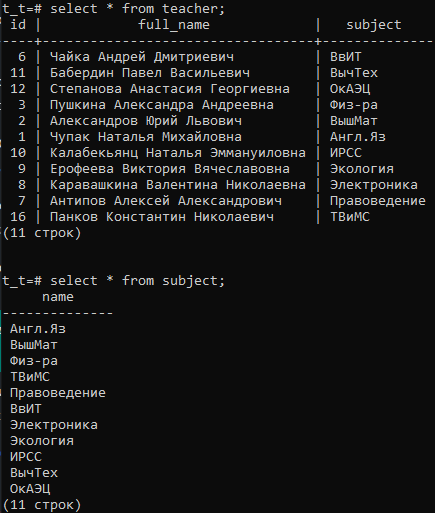 t_t=# select * from teacher;
id | full_name | subject
----+----------------------------------+--------------
6 | Чайка Андрей Дмитриевич | ВвИТ
11 | Бабердин Павел Васильевич | ВычТех
12 | Степанова Анастасия Георгиевна | ОкАЭЦ
3 | Пушкина Александра Андреевна | Физ-ра
2 | Александров Юрий Львович | ВышМат
1 | Чупак Наталья Михайловна | Англ.Яз
10 | Калабекьянц Наталья Эммануиловна | ИРСС
9 | Ерофеева Виктория Вячеславовна | Экология
8 | Каравашкина Валентина Николаевна | Электроника
7 | Антипов Алексей Александрович | Правоведение
16 | Панков Константин Николаевич | ТВиМС
(11 строк)
t_t=# select * from subject;
name
--------------
Англ.Яз
ВышМат
Физ-ра
ТВиМС
Правоведение
ВвИТ
Электроника
Экология
ИРСС
ВычТех
ОкАЭЦ
(11 строк)